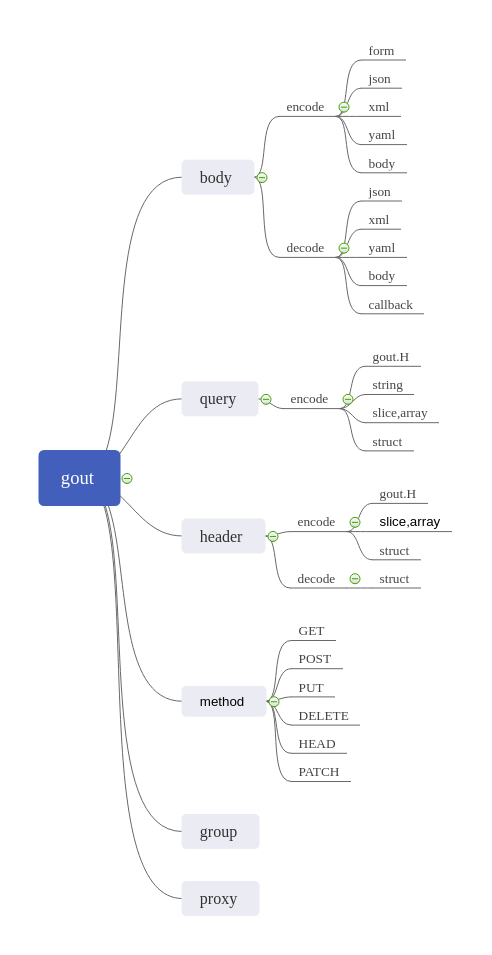 gout
body
encode
form
json
xml
yaml
body
decode
json
xml
yaml
body
callback
query
encode
gout.H
string
slice,array
struct
header
encode
gout.H
slice,array
struct
decode
struct
method
GET
POST
PUT
DELETE
HEAD
PATCH
group
proxy